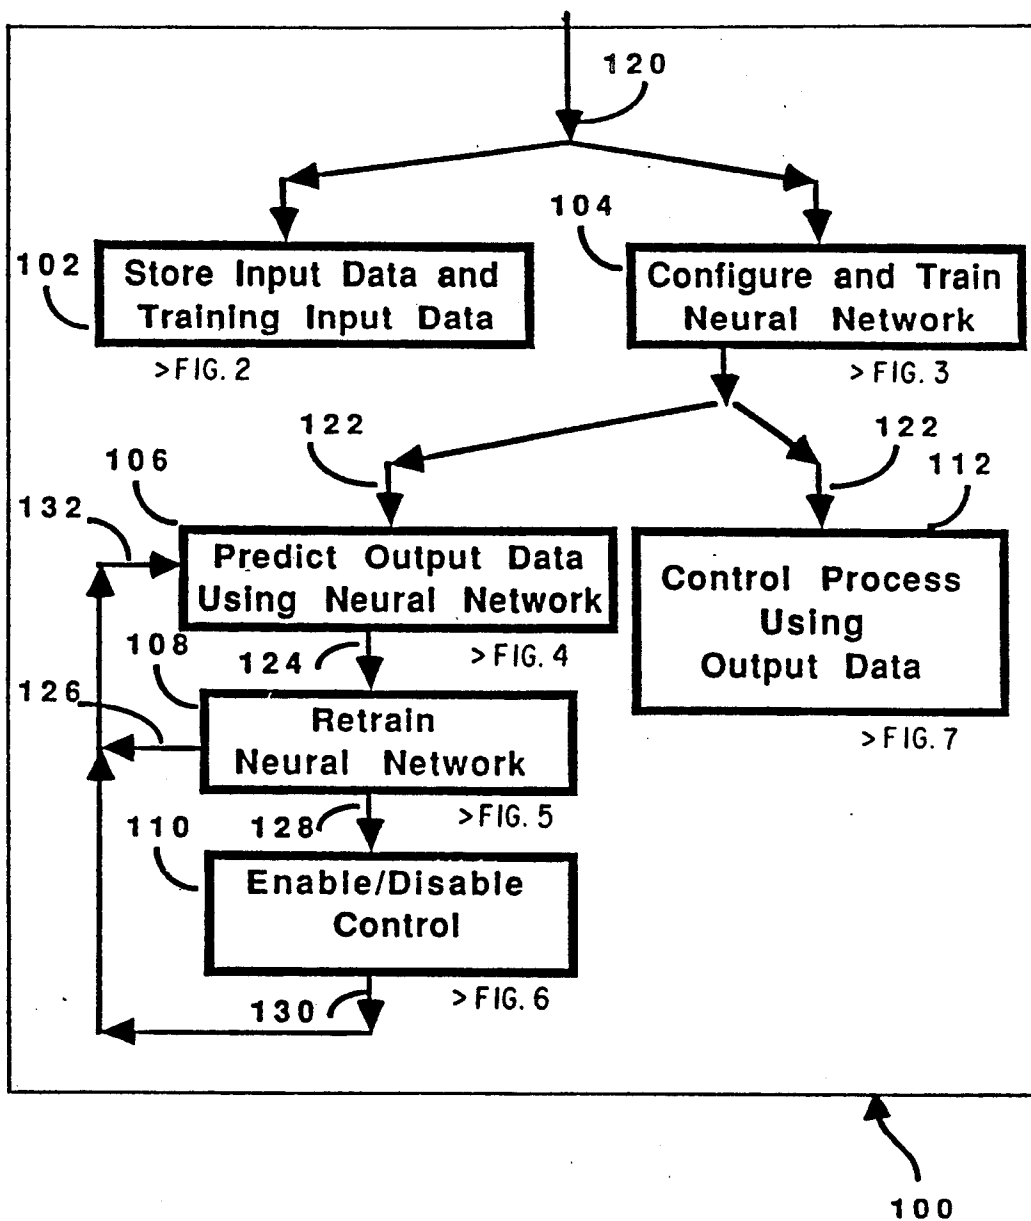 120
104
102
Store Input Data and
Training Input Data
>FIG. 2
Configure and Train
Neural Network
>FIG. 3
122
122
106
112
132
Predict Output Data
Using Neural Network
>FIG. 4
Control Process
Using
Output Data
>FIG. 7
124
108
126
Retrain
Neural Network
>FIG. 5
128
110
Enable/Disable
Control
>FIG. 6
130
100